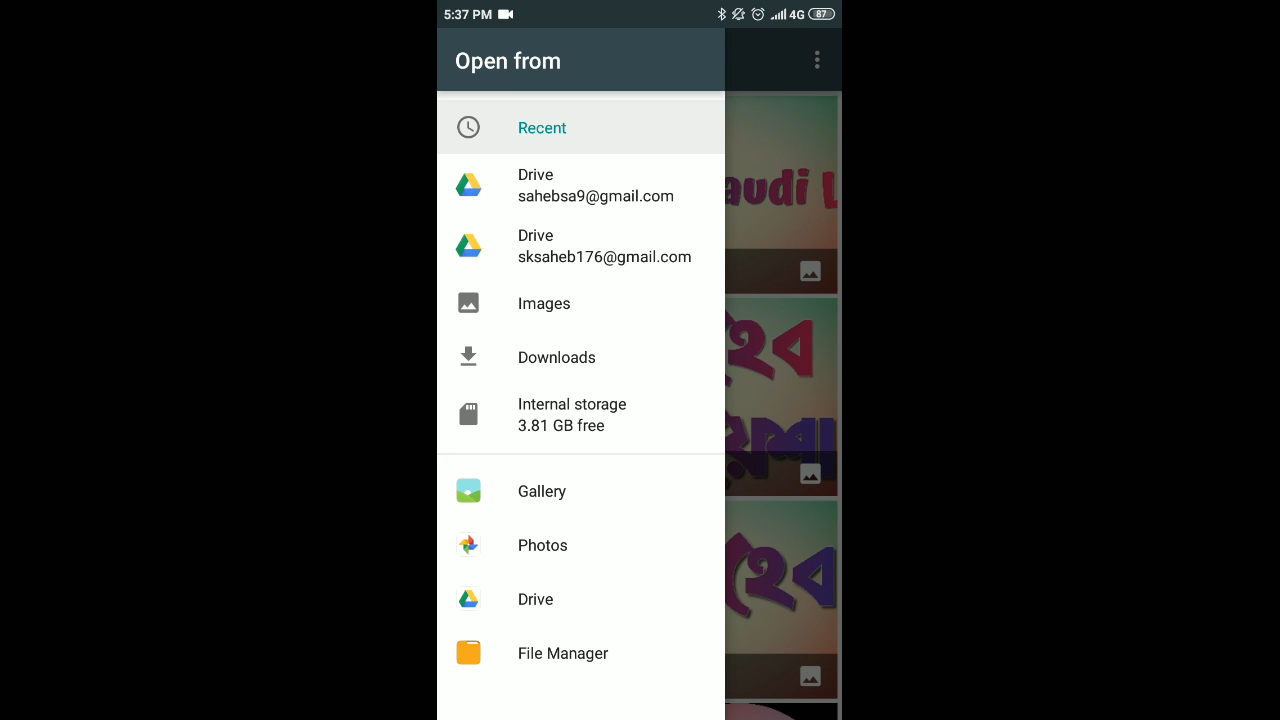 5:37 PM 4G 87
Open from
Recent
Drive
sahebsa9@gmail.com
Drive
sksaheb176@gmail.com
Images
Downloads
Internal storage
3.81 GB free
Gallery
Photos
Drive
File Manager
audi L
হেব
হেব